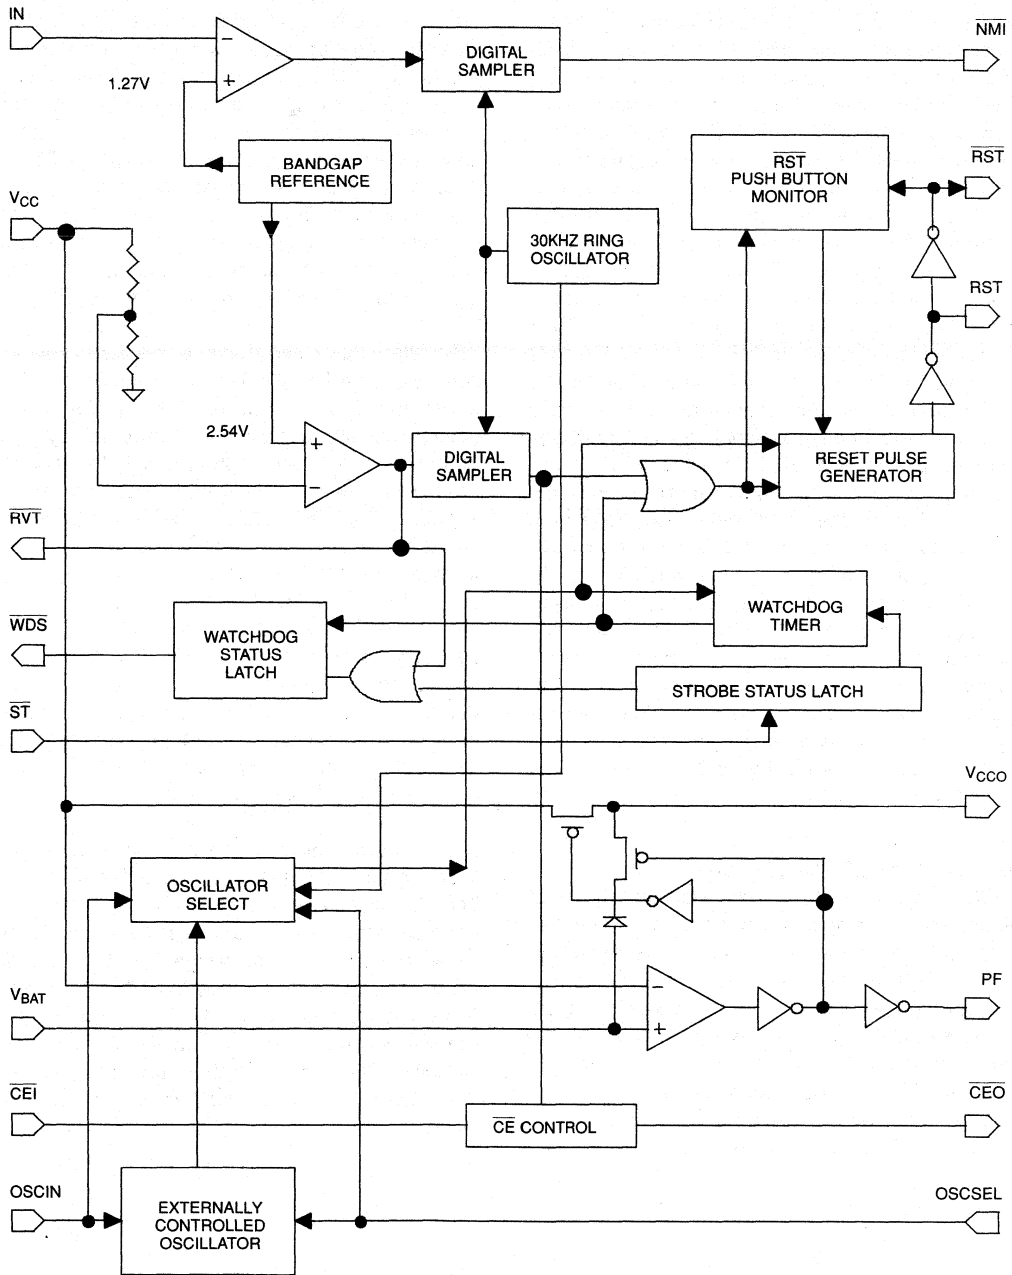 IN
NMI
DIGITAL
SAMPLER
−
+
1.27V
BANDGAP
REFERENCE
RST
PUSH BUTTON
MONITOR
RST
VCC
30KHZ RING
OSCILLATOR
RST
2.54V
+
−
DIGITAL
SAMPLER
RESET PULSE
GENERATOR
RVT
WATCHDOG
TIMER
WDS
WATCHDOG
STATUS
LATCH
STROBE STATUS LATCH
ST
VCCO
OSCILLATOR
SELECT
VBAT
−
+
PF
CEI
CE CONTROL
CEO
OSCIN
EXTERNALLY
CONTROLLED
OSCILLATOR
OSCSEL